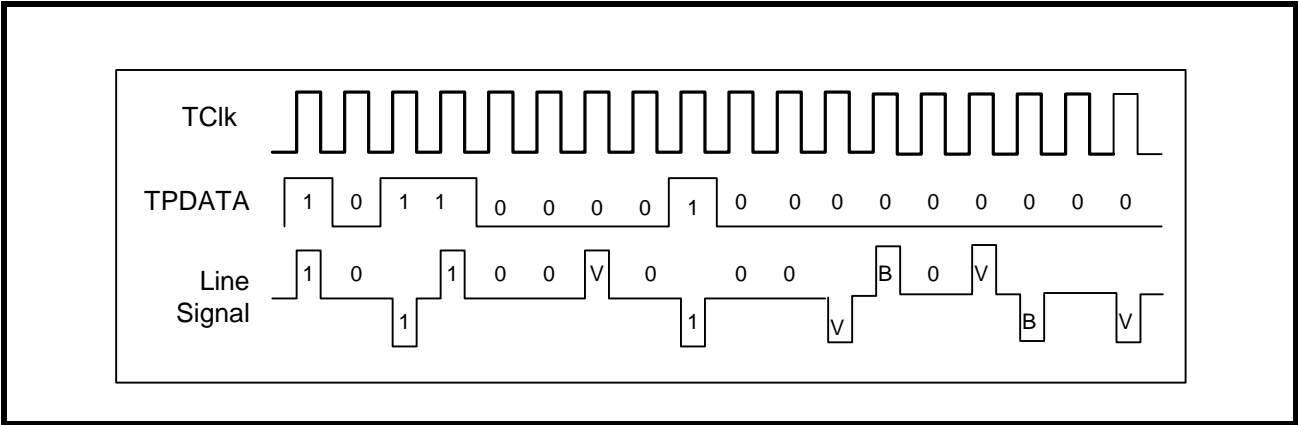 TClk
TPDATA 1 0 1 1 0 0 0 0 1 0 0 0 0 0 0 0 0 0
Line Signal 1 0 1 1 0 0 V 0 1 0 0 V B 0 V B V